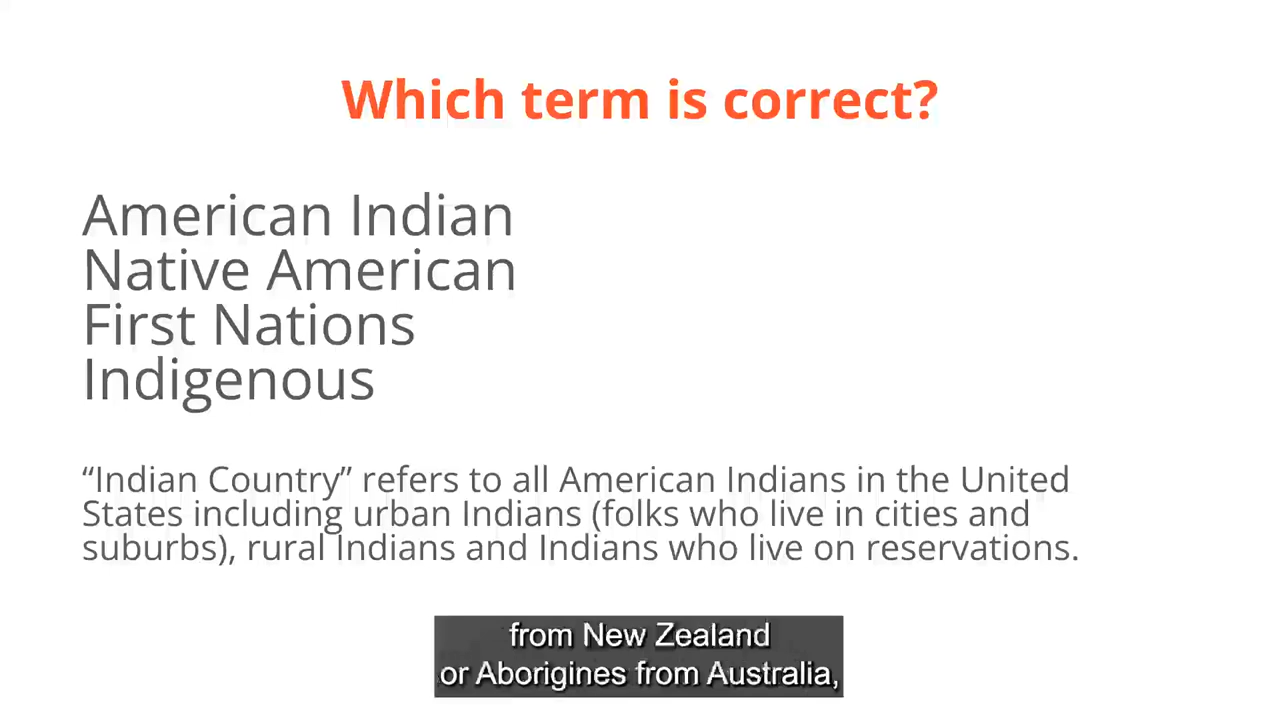 Which term is correct?
American Indian
Native American
First Nations
Indigenous
“Indian Country” refers to all American Indians in the United
States including urban Indians (folks who live in cities and
suburbs), rural Indians and Indians who live on reservations.
from New Zealand
or Aborigines from Australia,